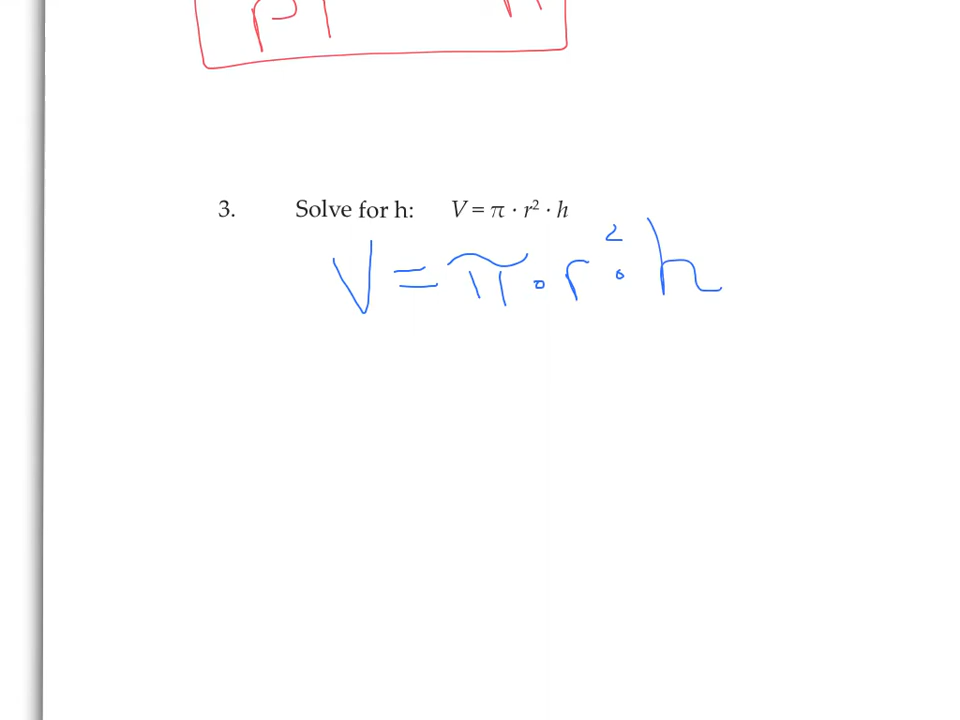 3. Solve for h: V = π · r² · h
V = π · r² · h